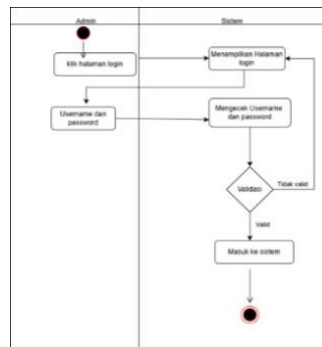 Admin
Sistem
klik halaman login
Menampilkan Halaman
login
Username dan
password
Mengecek Username
dan password
Validasi
Tidak valid
Valid
Masuk ke sistem